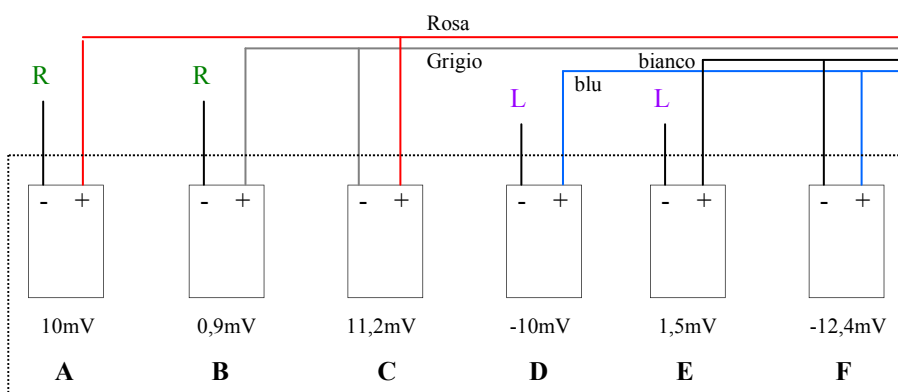 Rosa
Grigio
bianco
blu
R
R
L
L
- +
- +
- +
- +
- +
- +
10mV
0,9mV
11,2mV
-10mV
1,5mV
-12,4mV
A
B
C
D
E
F